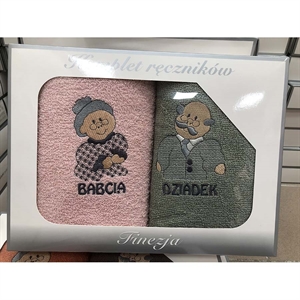 Komplet ręczników
BABCIA
DZIADEK
Finezja